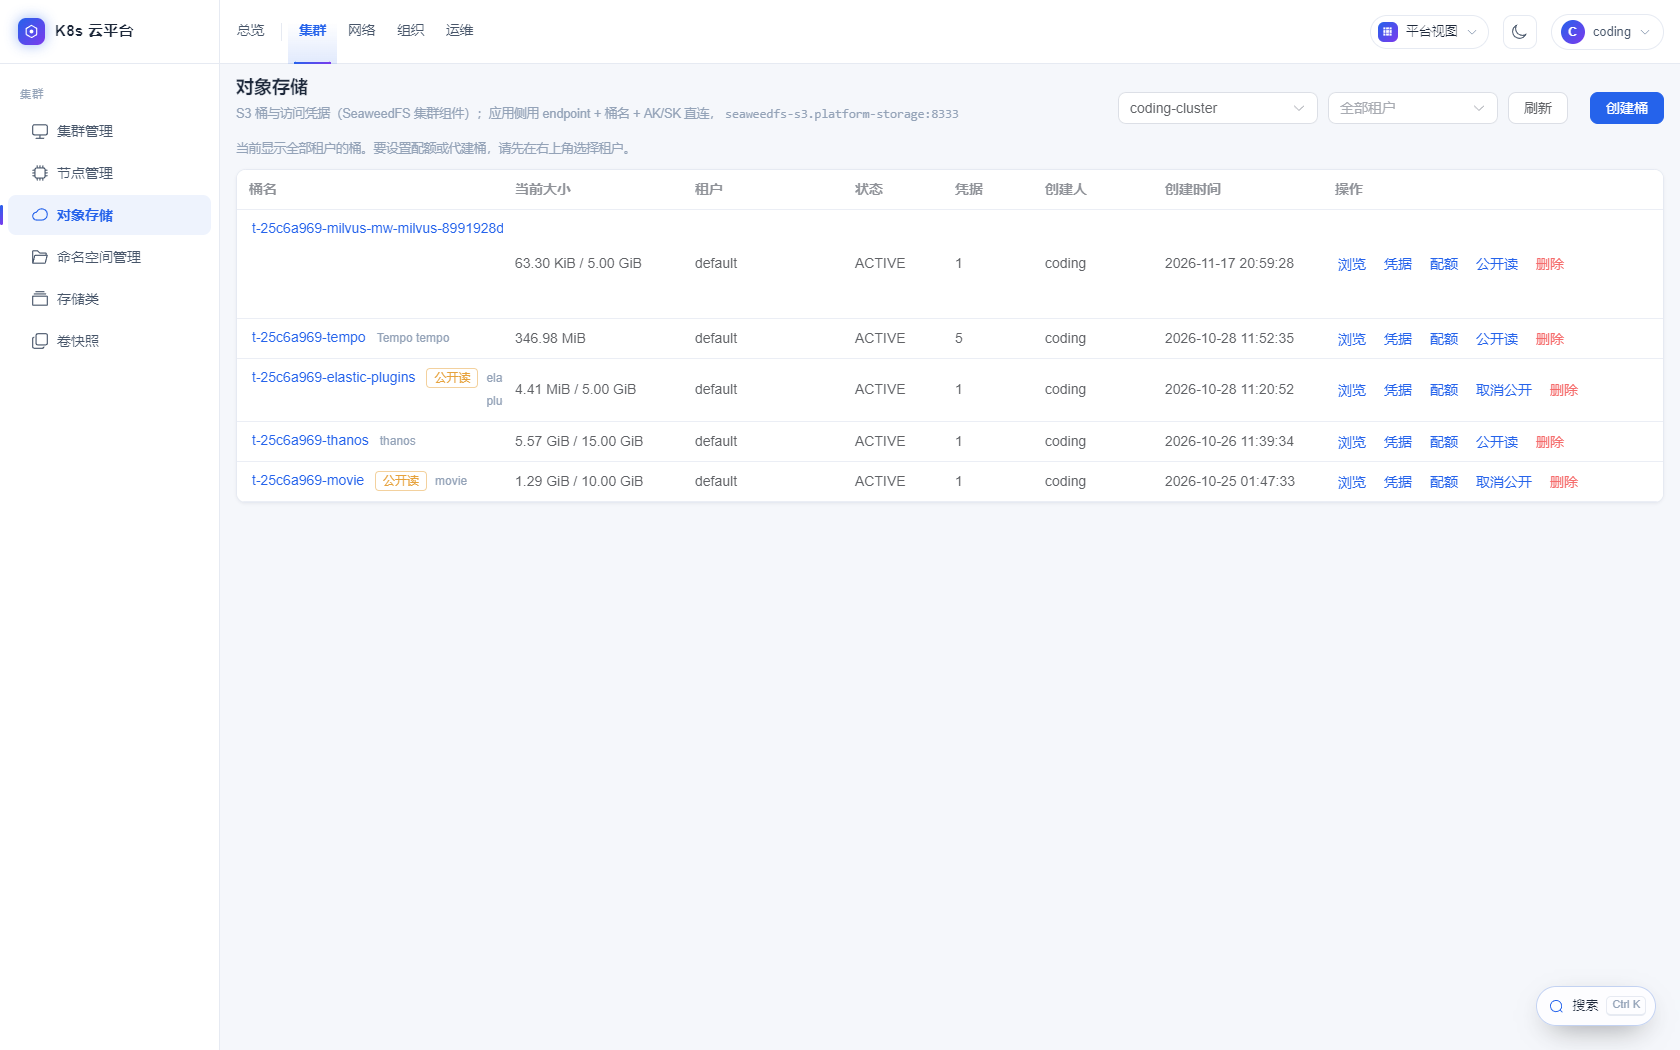 K8s 云平台
总览 集群 网络 组织 运维
平台视图
C coding
集群
集群管理
节点管理
对象存储
命名空间管理
存储类
卷快照
对象存储
S3 桶与访问凭据（SeaweedFS 集群组件）；应用侧用 endpoint + 桶名 + AK/SK 直连， seaweedfs-s3.platform-storage:8333
coding-cluster 全部租户 刷新 创建桶
当前显示全部租户的桶。要设置配额或代建桶，请先在右上角选择租户。
桶名 当前大小 租户 状态 凭据 创建人 创建时间 操作
t-25c6a969-milvus-mw-milvus-8991928d
63.30 KiB / 5.00 GiB default ACTIVE 1 coding 2026-11-17 20:59:28 浏览 凭据 配额 公开读 删除
t-25c6a969-tempo Tempo tempo 346.98 MiB default ACTIVE 5 coding 2026-10-28 11:52:35 浏览 凭据 配额 公开读 删除
t-25c6a969-elastic-plugins 公开读 ela
plu
4.41 MiB / 5.00 GiB default ACTIVE 1 coding 2026-10-28 11:20:52 浏览 凭据 配额 取消公开 删除
t-25c6a969-thanos thanos 5.57 GiB / 15.00 GiB default ACTIVE 1 coding 2026-10-26 11:39:34 浏览 凭据 配额 公开读 删除
t-25c6a969-movie 公开读 movie 1.29 GiB / 10.00 GiB default ACTIVE 1 coding 2026-10-25 01:47:33 浏览 凭据 配额 取消公开 删除
搜索 Ctrl K